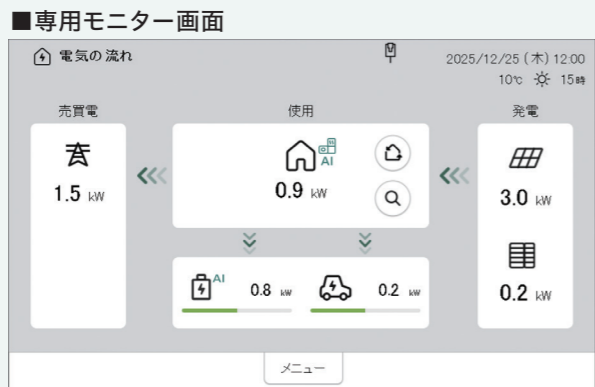 ■専用モニター画面
電気の流れ
2025/12/25 (木) 12:00
10℃ 15時
売買電
使用
発電
1.5 kW
AI
0.9 kW
3.0 kW
AI
0.8 kW
0.2 kW
0.2 kW
メニュー